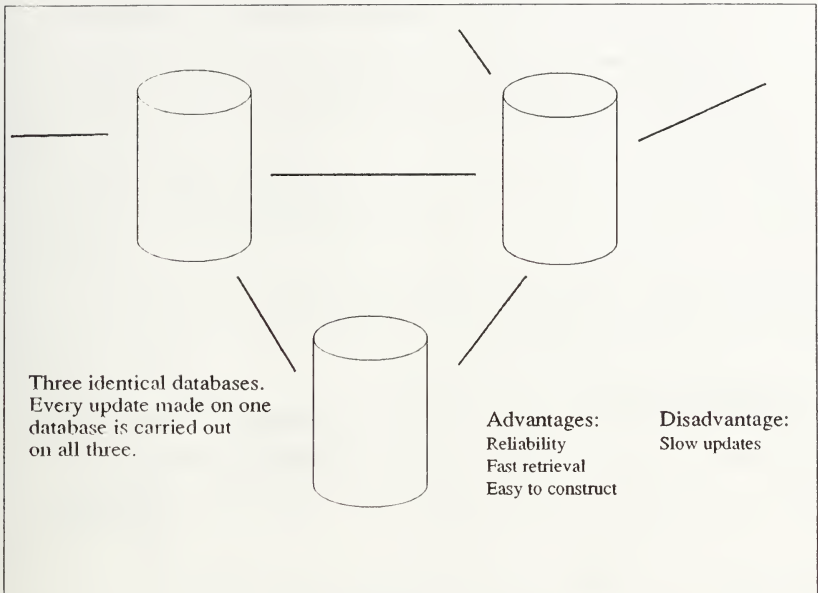 Three identical databases.
Every update made on one
database is carried out
on all three.
Advantages:
Reliability
Fast retrieval
Easy to construct
Disadvantage:
Slow updates